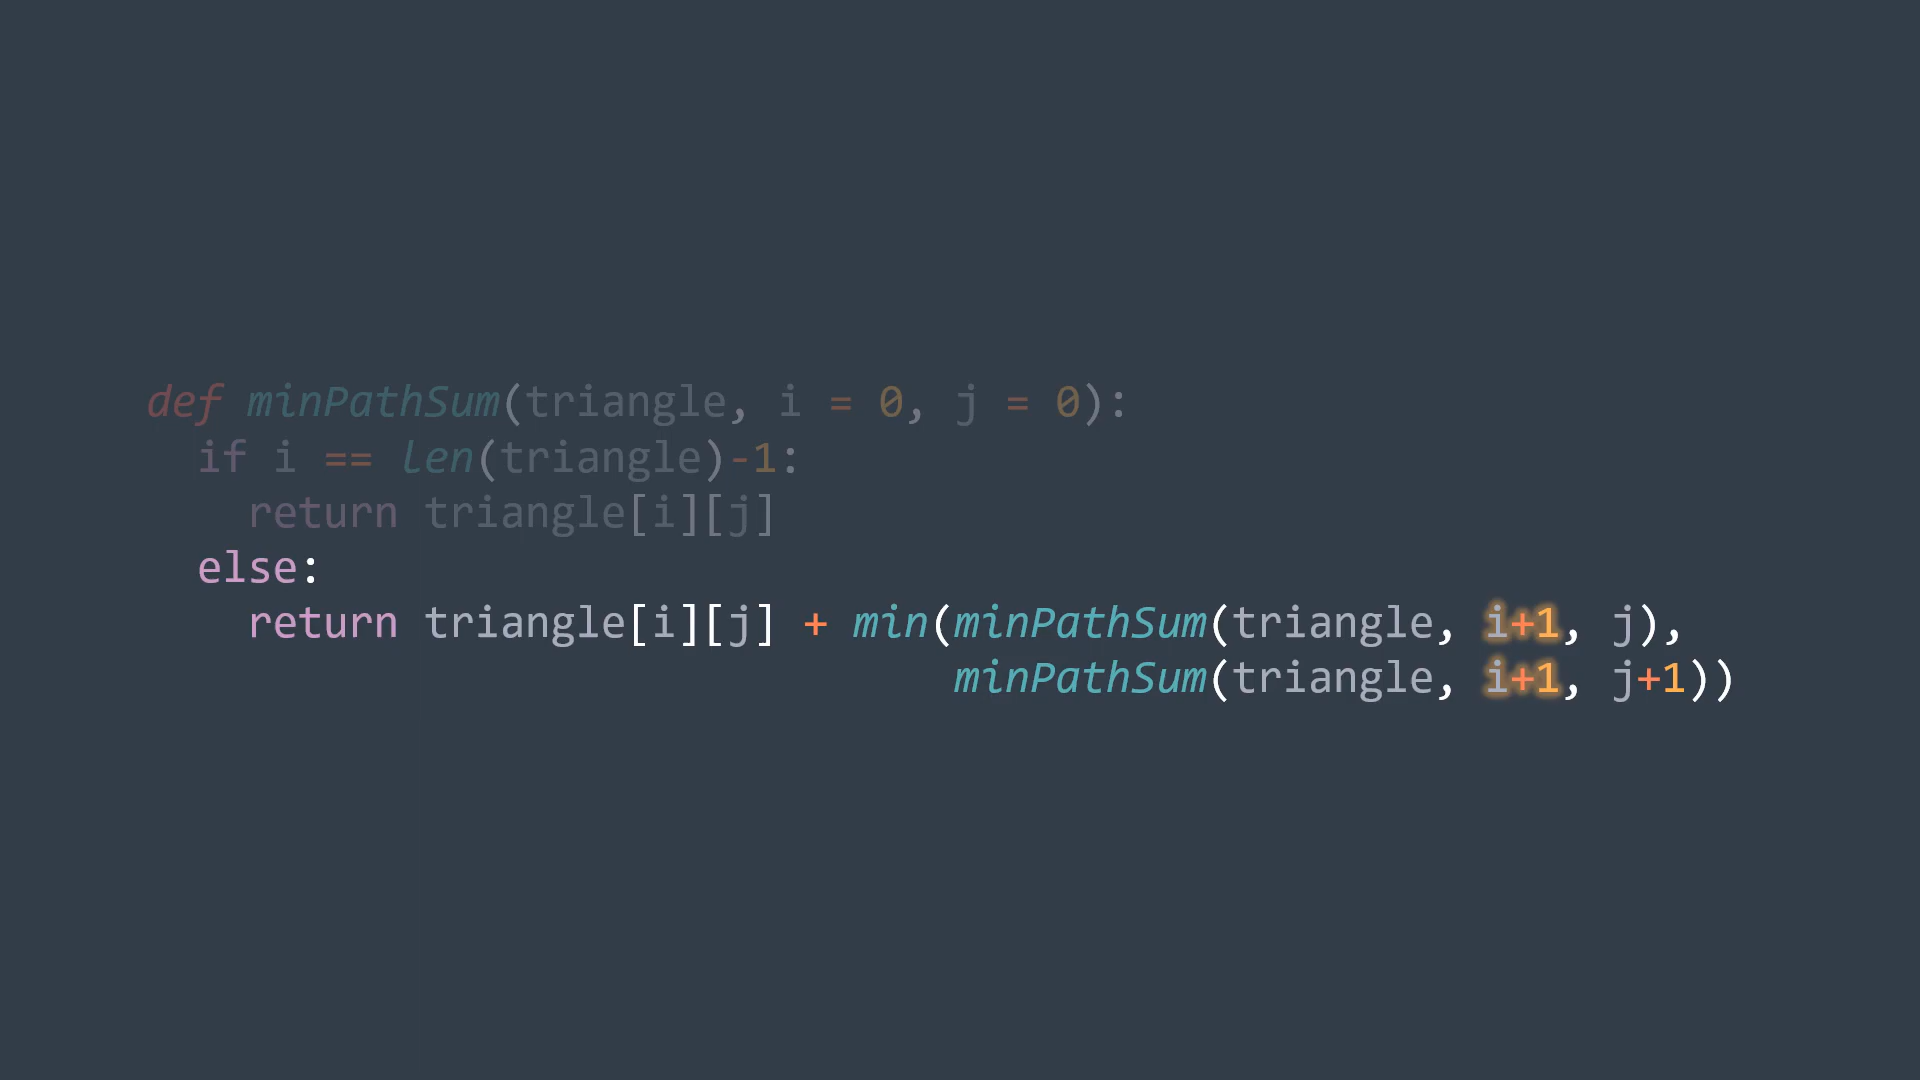 def minPathSum(triangle, i = 0, j = 0):
  if i == len(triangle)-1:
    return triangle[i][j]
  else:
    return triangle[i][j] + min(minPathSum(triangle, i+1, j),
                                minPathSum(triangle, i+1, j+1))